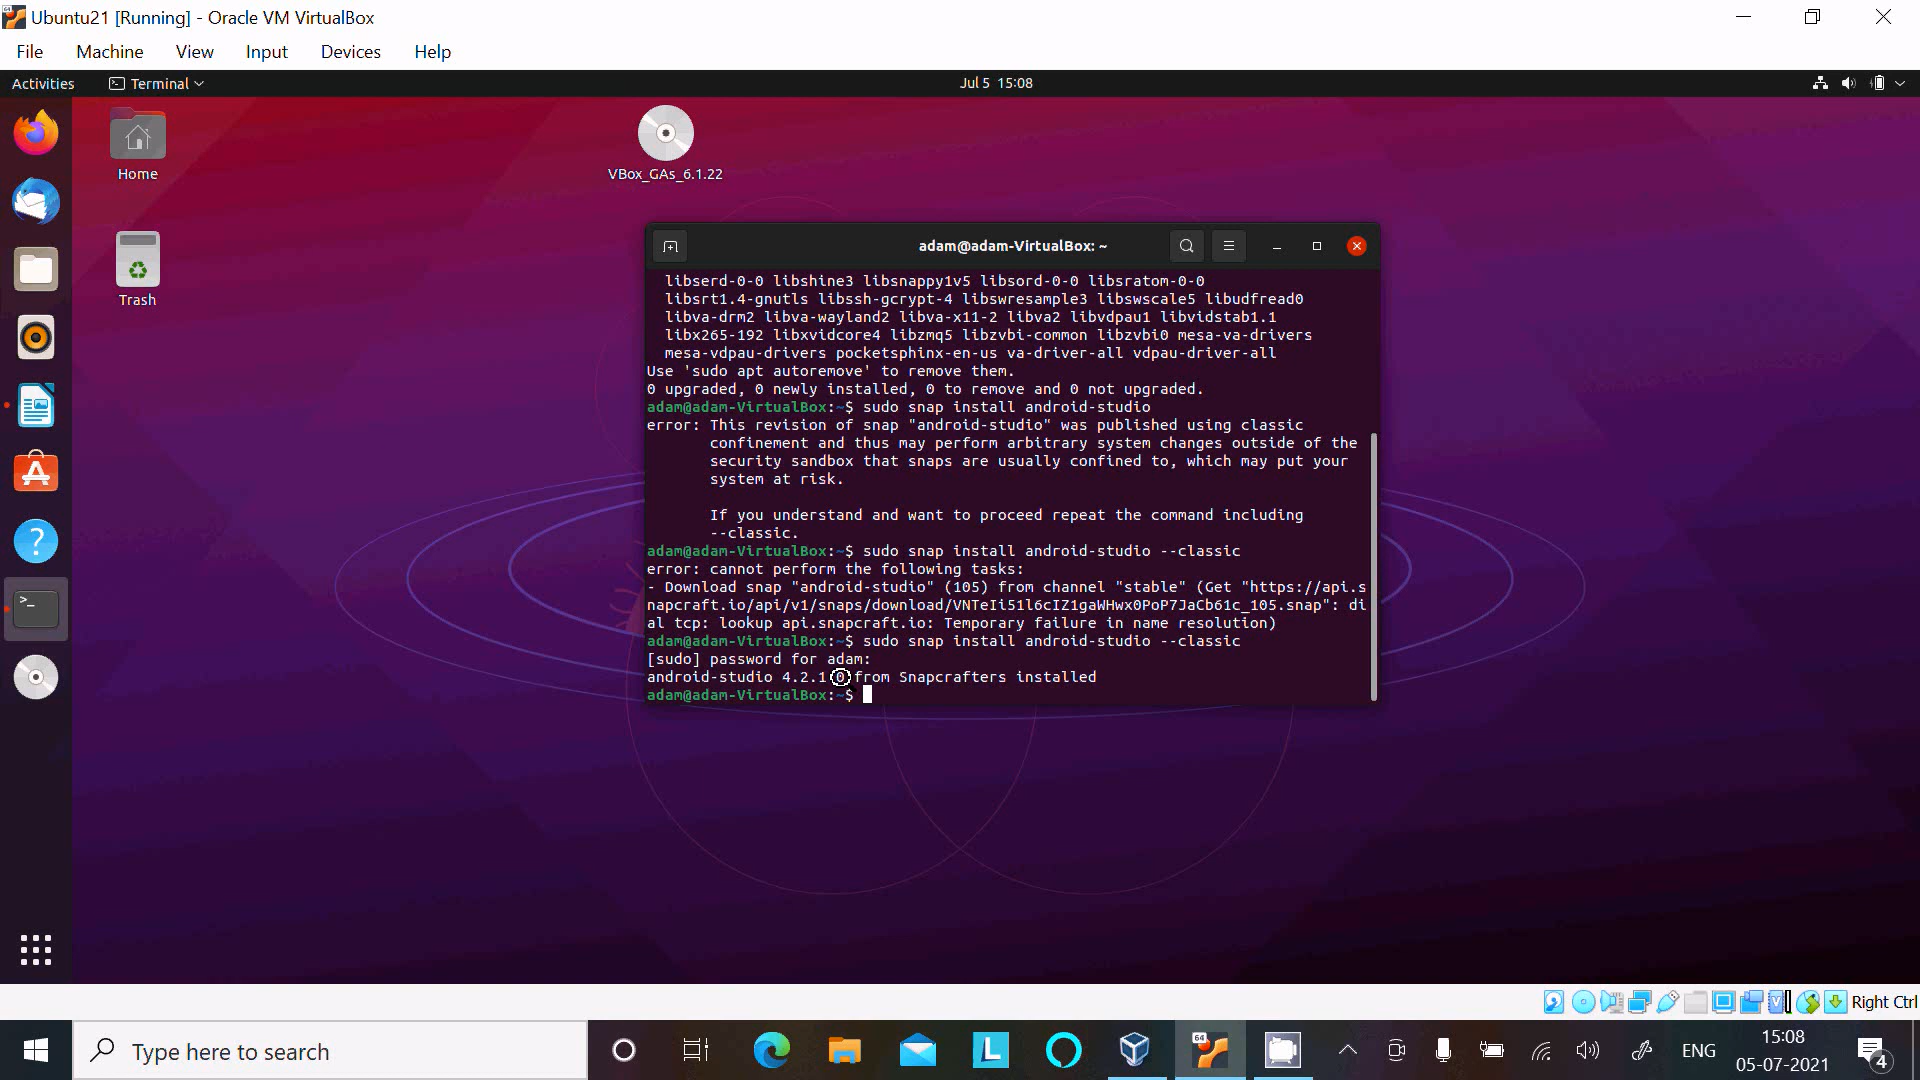 Ubuntu21 [Running] - Oracle VM VirtualBox
File Machine View Input Devices Help
Activities Terminal Jul 5 15:08
Home
VBox_GAs_6.1.22
Trash
adam@adam-VirtualBox: ~
libserd-0-0 libshine3 libsnappy1v5 libsord-0-0 libsratom-0-0
libsrt1.4-gnutls libssh-gcrypt-4 libswresample3 libswscale5 libudfread0
libva-drm2 libva-wayland2 libva-x11-2 libva2 libvdpau1 libvidstab1.1
libx265-192 libxvidcore4 libzmq5 libzvbi-common libzvbi0 mesa-va-drivers
mesa-vdpau-drivers pocketsphinx-en-us va-driver-all vdpau-driver-all
Use 'sudo apt autoremove' to remove them.
0 upgraded, 0 newly installed, 0 to remove and 0 not upgraded.
adam@adam-VirtualBox:~$ sudo snap install android-studio
error: This revision of snap "android-studio" was published using classic
confinement and thus may perform arbitrary system changes outside of the
security sandbox that snaps are usually confined to, which may put your
system at risk.
If you understand and want to proceed repeat the command including
--classic.
adam@adam-VirtualBox:~$ sudo snap install android-studio --classic
error: cannot perform the following tasks:
- Download snap "android-studio" (105) from channel "stable" (Get "https://api.s
napcraft.io/api/v1/snaps/download/VNTeIi51l6cIZ1gaWHwx0PoP7JaCb61c_105.snap": di
al tcp: lookup api.snapcraft.io: Temporary failure in name resolution)
adam@adam-VirtualBox:~$ sudo snap install android-studio --classic
[sudo] password for adam:
android-studio 4.2.1.0 from Snapcrafters installed
adam@adam-VirtualBox:~$
Right Ctrl
Type here to search
L
64
ENG
15:08
05-07-2021
4